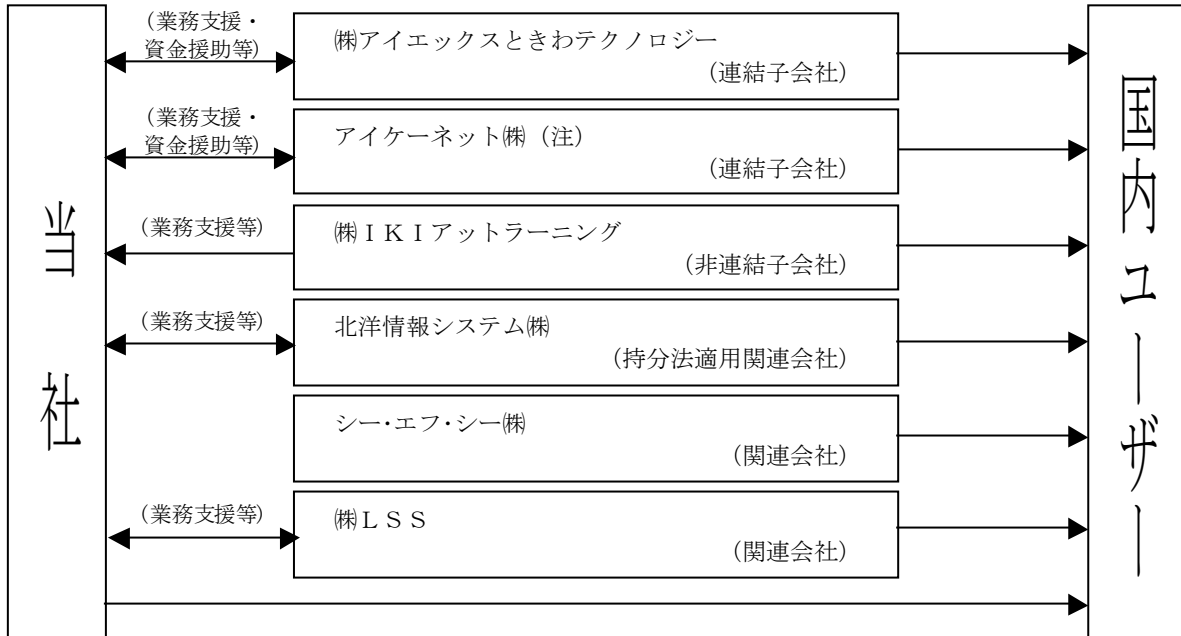 当社
(業務支援・
資金援助等)
㈱アイエックスときわテクノロジー
(連結子会社)
(業務支援・
資金援助等)
アイケーネット㈱（注）
(連結子会社)
(業務支援等)
㈱ＩＫＩアットラーニング
(非連結子会社)
(業務支援等)
北洋情報システム㈱
(持分法適用関連会社)
シー・エフ・シー㈱
(関連会社)
(業務支援等)
㈱ＬＳＳ
(関連会社)
国内ユーザー